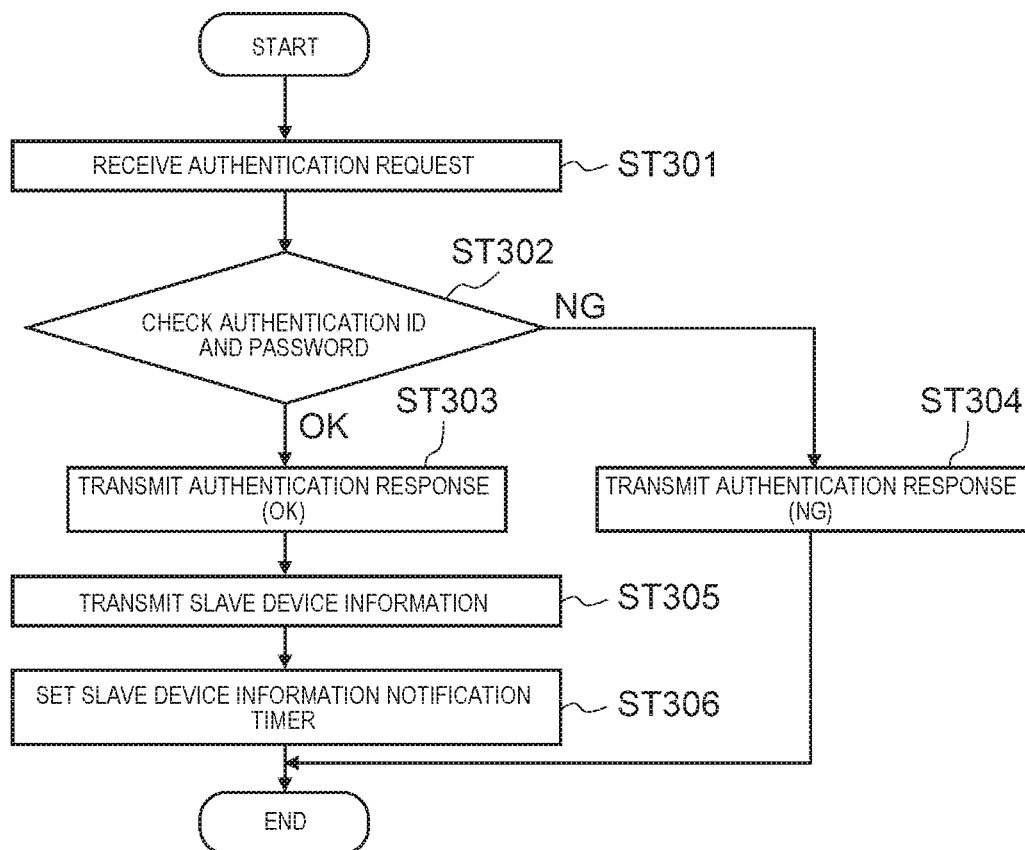 START
RECEIVE AUTHENTICATION REQUEST
ST301
ST302
CHECK AUTHENTICATION ID
AND PASSWORD
NG
OK
ST303
TRANSMIT AUTHENTICATION RESPONSE
(OK)
ST304
TRANSMIT AUTHENTICATION RESPONSE
(NG)
TRANSMIT SLAVE DEVICE INFORMATION
ST305
SET SLAVE DEVICE INFORMATION NOTIFICATION
TIMER
ST306
END